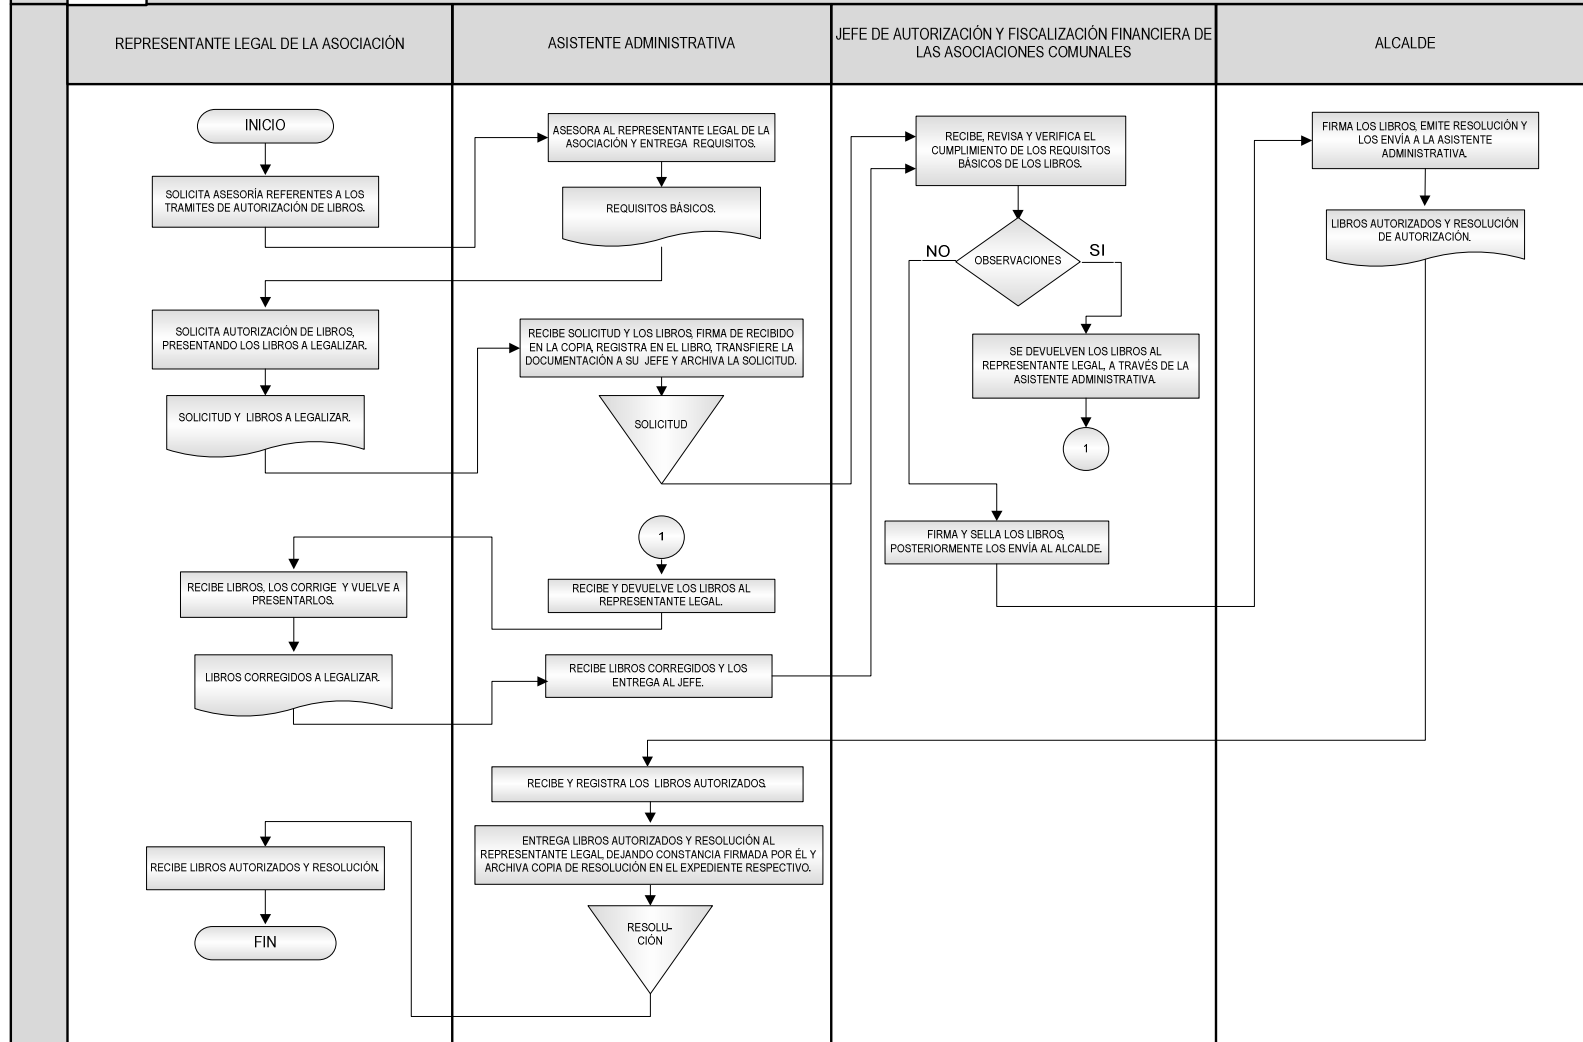 REPRESENTANTE LEGAL DE LA ASOCIACIÓN
ASISTENTE ADMINISTRATIVA
JEFE DE AUTORIZACIÓN Y FISCALIZACIÓN FINANCIERA DE
LAS ASOCIACIONES COMUNALES
ALCALDE
INICIO
SOLICITA ASESORÍA REFERENTES A LOS
TRAMITES DE AUTORIZACIÓN DE LIBROS.
ASESORA AL REPRESENTANTE LEGAL DE LA
ASOCIACIÓN Y ENTREGA REQUISITOS.
REQUISITOS BÁSICOS.
SOLICITA AUTORIZACIÓN DE LIBROS,
PRESENTANDO LOS LIBROS A LEGALIZAR.
SOLICITUD Y LIBROS A LEGALIZAR.
RECIBE SOLICITUD Y LOS LIBROS, FIRMA DE RECIBIDO
EN LA COPIA, REGISTRA EN EL LIBRO, TRANSFIERE LA
DOCUMENTACIÓN A SU JEFE Y ARCHIVA LA SOLICITUD.
SOLICITUD
RECIBE, REVISA Y VERIFICA EL
CUMPLIMIENTO DE LOS REQUISITOS
BÁSICOS DE LOS LIBROS.
OBSERVACIONES
NO
SI
SE DEVUELVEN LOS LIBROS AL
REPRESENTANTE LEGAL, A TRAVÉS DE LA
ASISTENTE ADMINISTRATIVA.
1
FIRMA Y SELLA LOS LIBROS,
POSTERIORMENTE LOS ENVÍA AL ALCALDE.
FIRMA LOS LIBROS, EMITE RESOLUCIÓN Y
LOS ENVÍA A LA ASISTENTE
ADMINISTRATIVA.
LIBROS AUTORIZADOS Y RESOLUCIÓN
DE AUTORIZACIÓN.
1
RECIBE Y DEVUELVE LOS LIBROS AL
REPRESENTANTE LEGAL.
RECIBE LIBROS, LOS CORRIGE Y VUELVE A
PRESENTARLOS.
LIBROS CORREGIDOS A LEGALIZAR.
RECIBE LIBROS CORREGIDOS Y LOS
ENTREGA AL JEFE.
RECIBE Y REGISTRA LOS LIBROS AUTORIZADOS.
ENTREGA LIBROS AUTORIZADOS Y RESOLUCIÓN AL
REPRESENTANTE LEGAL, DEJANDO CONSTANCIA FIRMADA POR ÉL Y
ARCHIVA COPIA DE RESOLUCIÓN EN EL EXPEDIENTE RESPECTIVO.
RESOLU-
CIÓN
RECIBE LIBROS AUTORIZADOS Y RESOLUCIÓN.
FIN